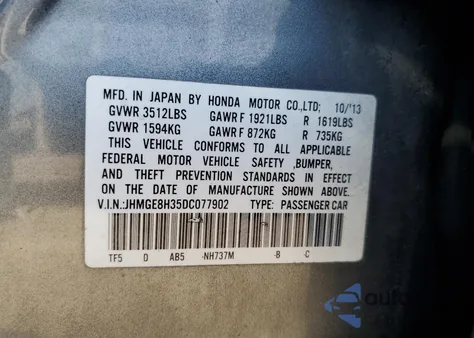 MFD. IN JAPAN BY HONDA MOTOR CO.,LTD; 10/'13
GVWR 3512LBS GAWR F 1921LBS R 1619LBS
GVWR 1594KG GAWR F 872KG R 735KG
THIS VEHICLE CONFORMS TO ALL APPLICABLE
FEDERAL MOTOR VEHICLE SAFETY ,BUMPER,
AND THEFT PREVENTION STANDARDS IN EFFECT
ON THE DATE OF MANUFACTURE SHOWN ABOVE.
V.I.N.:JHMGE8H35DC077902 TYPE: PASSENGER CAR
TF5 D AB5 -NH737M -B -C